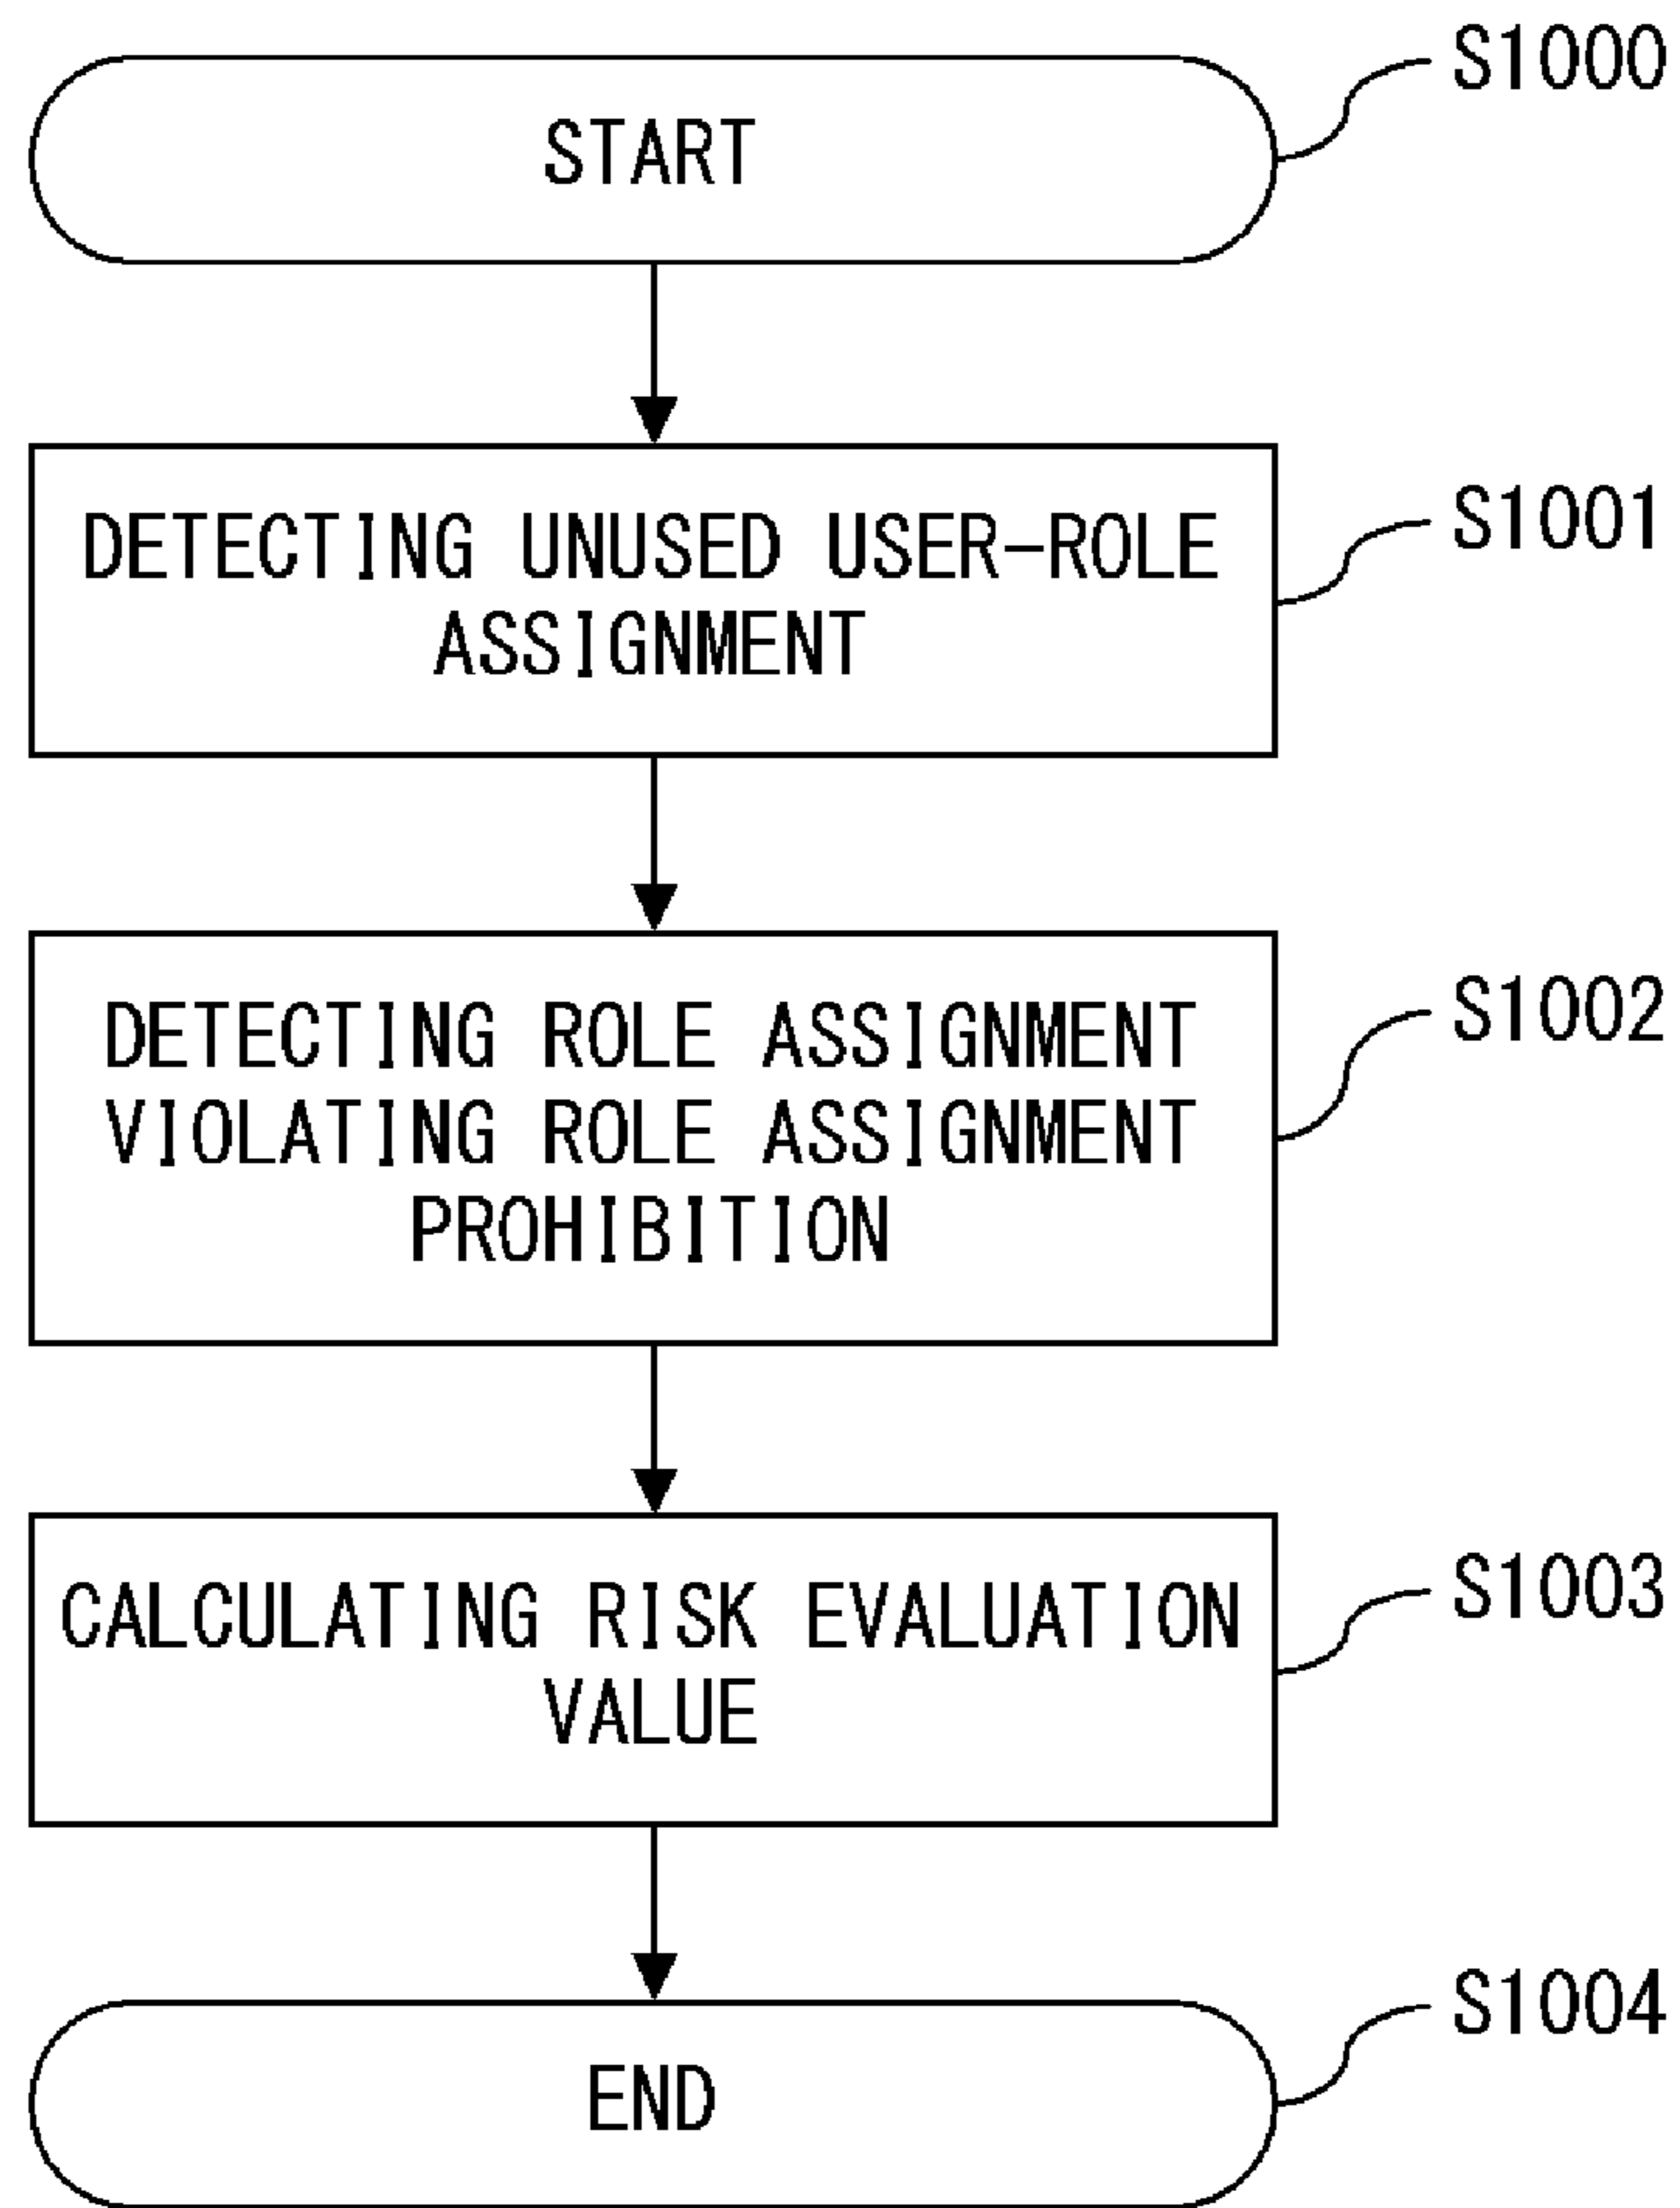 S1000
START
S1001
DETECTING UNUSED USER-ROLE
ASSIGNMENT
S1002
DETECTING ROLE ASSIGNMENT
VIOLATING ROLE ASSIGNMENT
PROHIBITION
S1003
CALCULATING RISK EVALUATION
VALUE
S1004
END